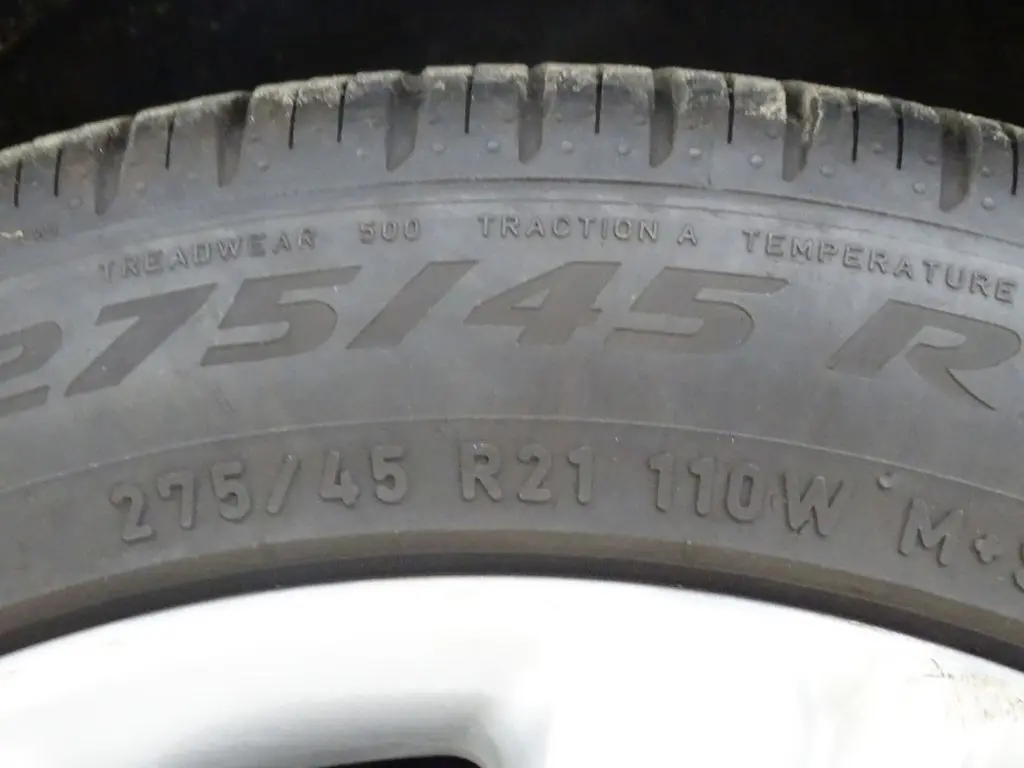 TREADWEAR 500 TRACTION A TEMPERATURE
275/45 R
275/45 R21 110W M+S